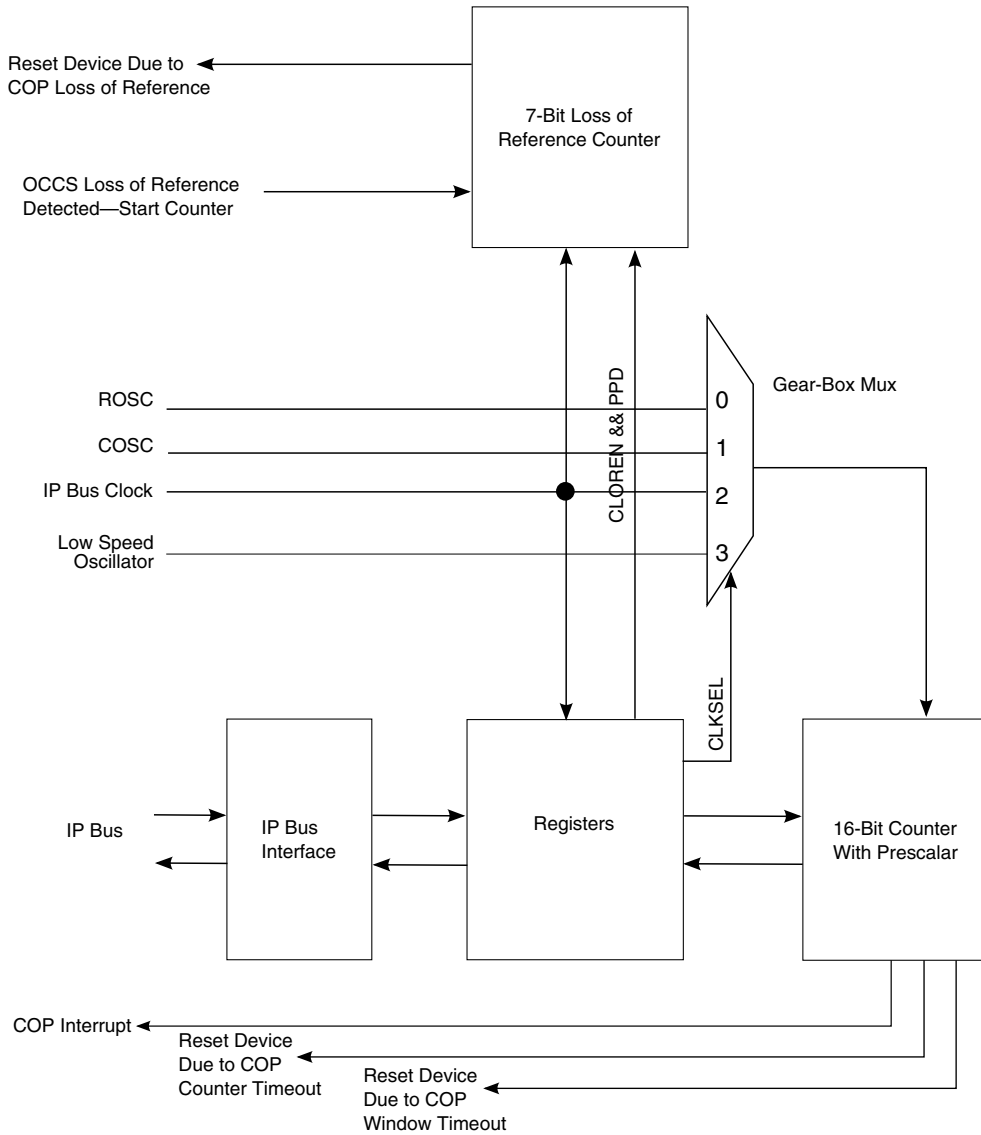 Reset Device Due to
COP Loss of Reference
7-Bit Loss of
Reference Counter
OCCS Loss of Reference
Detected—Start Counter
CLOREN && PPD
Gear-Box Mux
ROSC
0
COSC
1
IP Bus Clock
2
Low Speed
Oscillator
3
CLKSEL
IP Bus
IP Bus
Interface
Registers
16-Bit Counter
With Prescalar
COP Interrupt
Reset Device
Due to COP
Counter Timeout
Reset Device
Due to COP
Window Timeout